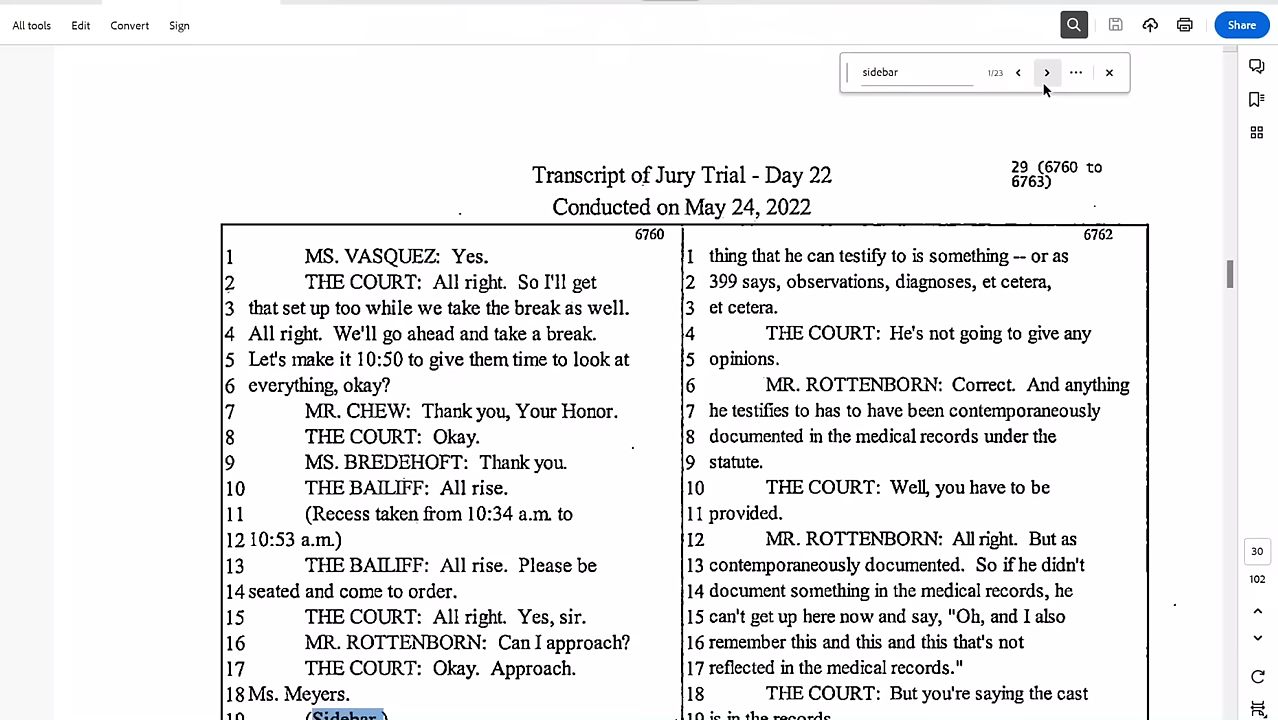 All tools
Edit
Convert
Sign
Share
sidebar
1/23
Transcript of Jury Trial - Day 22
Conducted on May 24, 2022
29 (6760 to
6763)
6760
1 MS. VASQUEZ: Yes.
2 THE COURT: All right. So I'll get
3 that set up too while we take the break as well.
4 All right. We'll go ahead and take a break.
5 Let's make it 10:50 to give them time to look at
6 everything, okay?
7 MR. CHEW: Thank you, Your Honor.
8 THE COURT: Okay.
9 MS. BREDEHOFT: Thank you.
10 THE BAILIFF: All rise.
11 (Recess taken from 10:34 a.m. to
12 10:53 a.m.)
13 THE BAILIFF: All rise. Please be
14 seated and come to order.
15 THE COURT: All right. Yes, sir.
16 MR. ROTTENBORN: Can I approach?
17 THE COURT: Okay. Approach.
18 Ms. Meyers.
19 (Sidebar.)
6762
1 thing that he can testify to is something -- or as
2 399 says, observations, diagnoses, et cetera,
3 et cetera.
4 THE COURT: He's not going to give any
5 opinions.
6 MR. ROTTENBORN: Correct. And anything
7 he testifies to has to have been contemporaneously
8 documented in the medical records under the
9 statute.
10 THE COURT: Well, you have to be
11 provided.
12 MR. ROTTENBORN: All right. But as
13 contemporaneously documented. So if he didn't
14 document something in the medical records, he
15 can't get up here now and say, "Oh, and I also
16 remember this and this and this that's not
17 reflected in the medical records."
18 THE COURT: But you're saying the cast
19 is in the records.
30
102